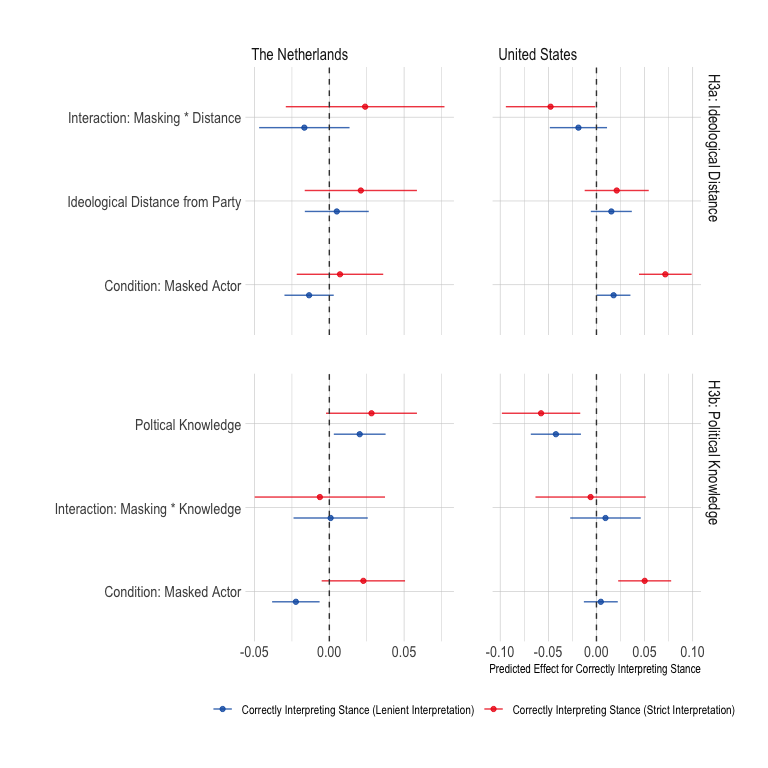 The Netherlands
United States
Interaction: Masking * Distance
Ideological Distance from Party
Condition: Masked Actor
H3a: Ideological Distance
Poltical Knowledge
Interaction: Masking * Knowledge
Condition: Masked Actor
H3b: Political Knowledge
-0.05 0.00 0.05
-0.10 -0.05 0.00 0.05 0.10
Predicted Effect for Correctly Interpreting Stance
Correctly Interpreting Stance (Lenient Interpretation) Correctly Interpreting Stance (Strict Interpretation)